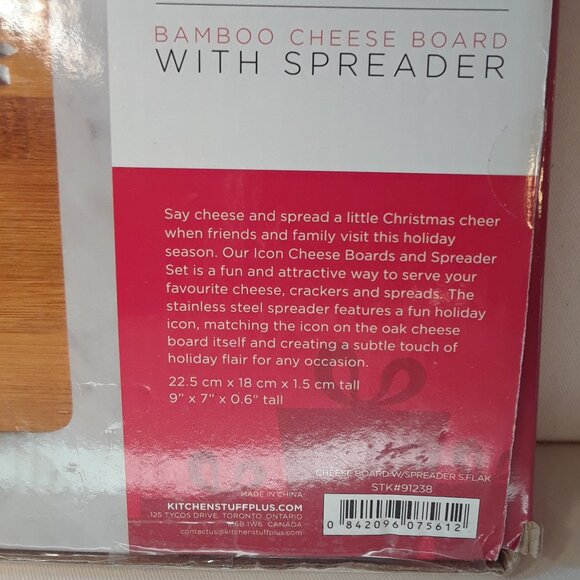 BAMBOO CHEESE BOARD
WITH SPREADER
Say cheese and spread a little Christmas cheer
when friends and family visit this holiday
season. Our Icon Cheese Boards and Spreader
Set is a fun and attractive way to serve your
favourite cheese, crackers and spreads. The
stainless steel spreader features a fun holiday
icon, matching the icon on the oak cheese
board itself and creating a subtle touch of
holiday flair for any occasion.
22.5 cm x 18 cm x 1.5 cm tall
9” x 7” x 0.6” tall
CHEESE BOARD W/SPREADER S.FLAK
STK#91238
MADE IN CHINA
KITCHENSTUFFPLUS.COM
125 TYCOS DRIVE, TORONTO, ONTARIO
M6B 1W6 CANADA
contactus@kitchenstuffplus.com
0 842096 075612